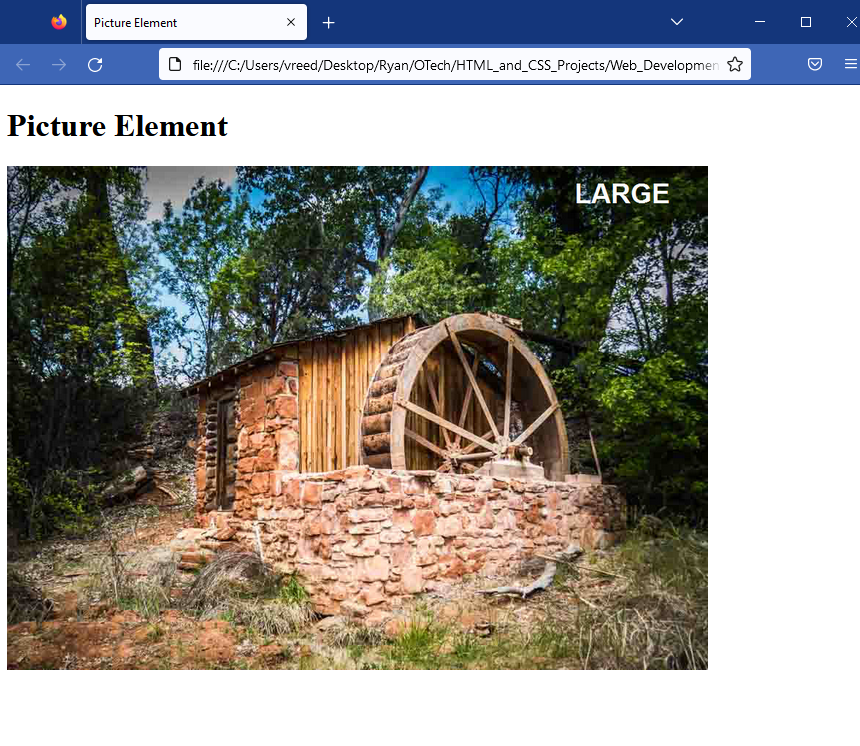 Picture Element
file:///C:/Users/vreed/Desktop/Ryan/OTech/HTML_and_CSS_Projects/Web_Developmen
Picture Element
LARGE